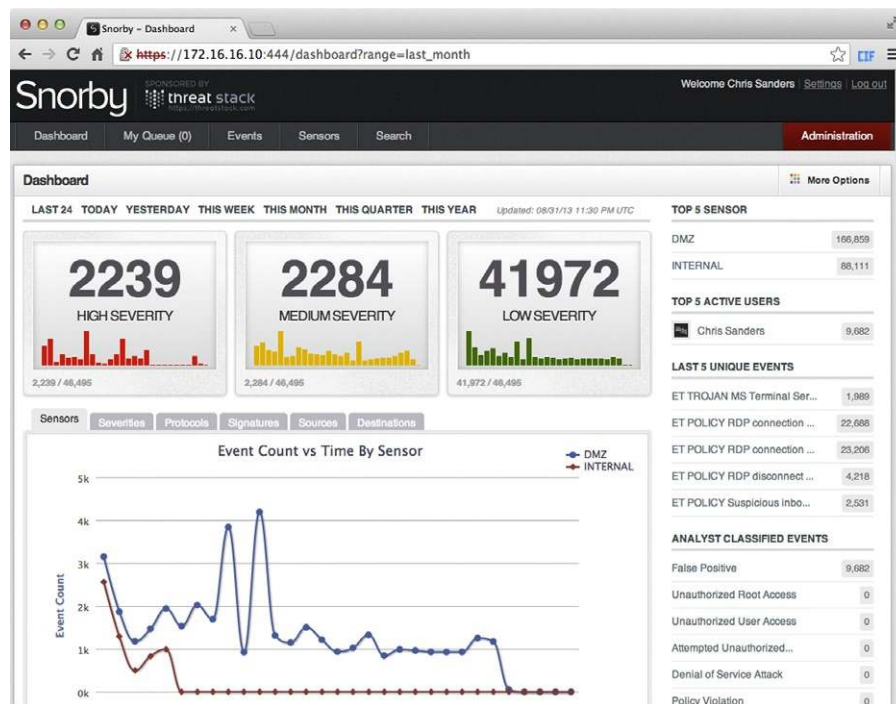 Snorby – Dashboard
https://172.16.16.10:444/dashboard?range=last_month
CIF
Snorby
SPONSORED BY
threat stack
https://threatstack.com
Welcome Chris Sanders
Settings
Log out
Dashboard
My Queue (0)
Events
Sensors
Search
Administration
Dashboard
More Options
LAST 24 TODAY YESTERDAY THIS WEEK THIS MONTH THIS QUARTER THIS YEAR
Updated: 08/31/13 11:30 PM UTC
2239
HIGH SEVERITY
2,239 / 46,495
2284
MEDIUM SEVERITY
2,284 / 46,495
41972
LOW SEVERITY
41,972 / 46,495
Sensors
Severities
Protocols
Signatures
Sources
Destinations
Event Count vs Time By Sensor
DMZ
INTERNAL
Event Count
5k
4k
3k
2k
1k
0k
TOP 5 SENSOR
DMZ 166,859
INTERNAL 88,111
TOP 5 ACTIVE USERS
Chris Sanders 9,682
LAST 5 UNIQUE EVENTS
ET TROJAN MS Terminal Ser... 1,989
ET POLICY RDP connection ... 22,688
ET POLICY RDP connection ... 23,206
ET POLICY RDP disconnect ... 4,218
ET POLICY Suspicious inbo... 2,531
ANALYST CLASSIFIED EVENTS
False Positive 9,682
Unauthorized Root Access 0
Unauthorized User Access 0
Attempted Unauthorized... 0
Denial of Service Attack 0
Policy Violation 0